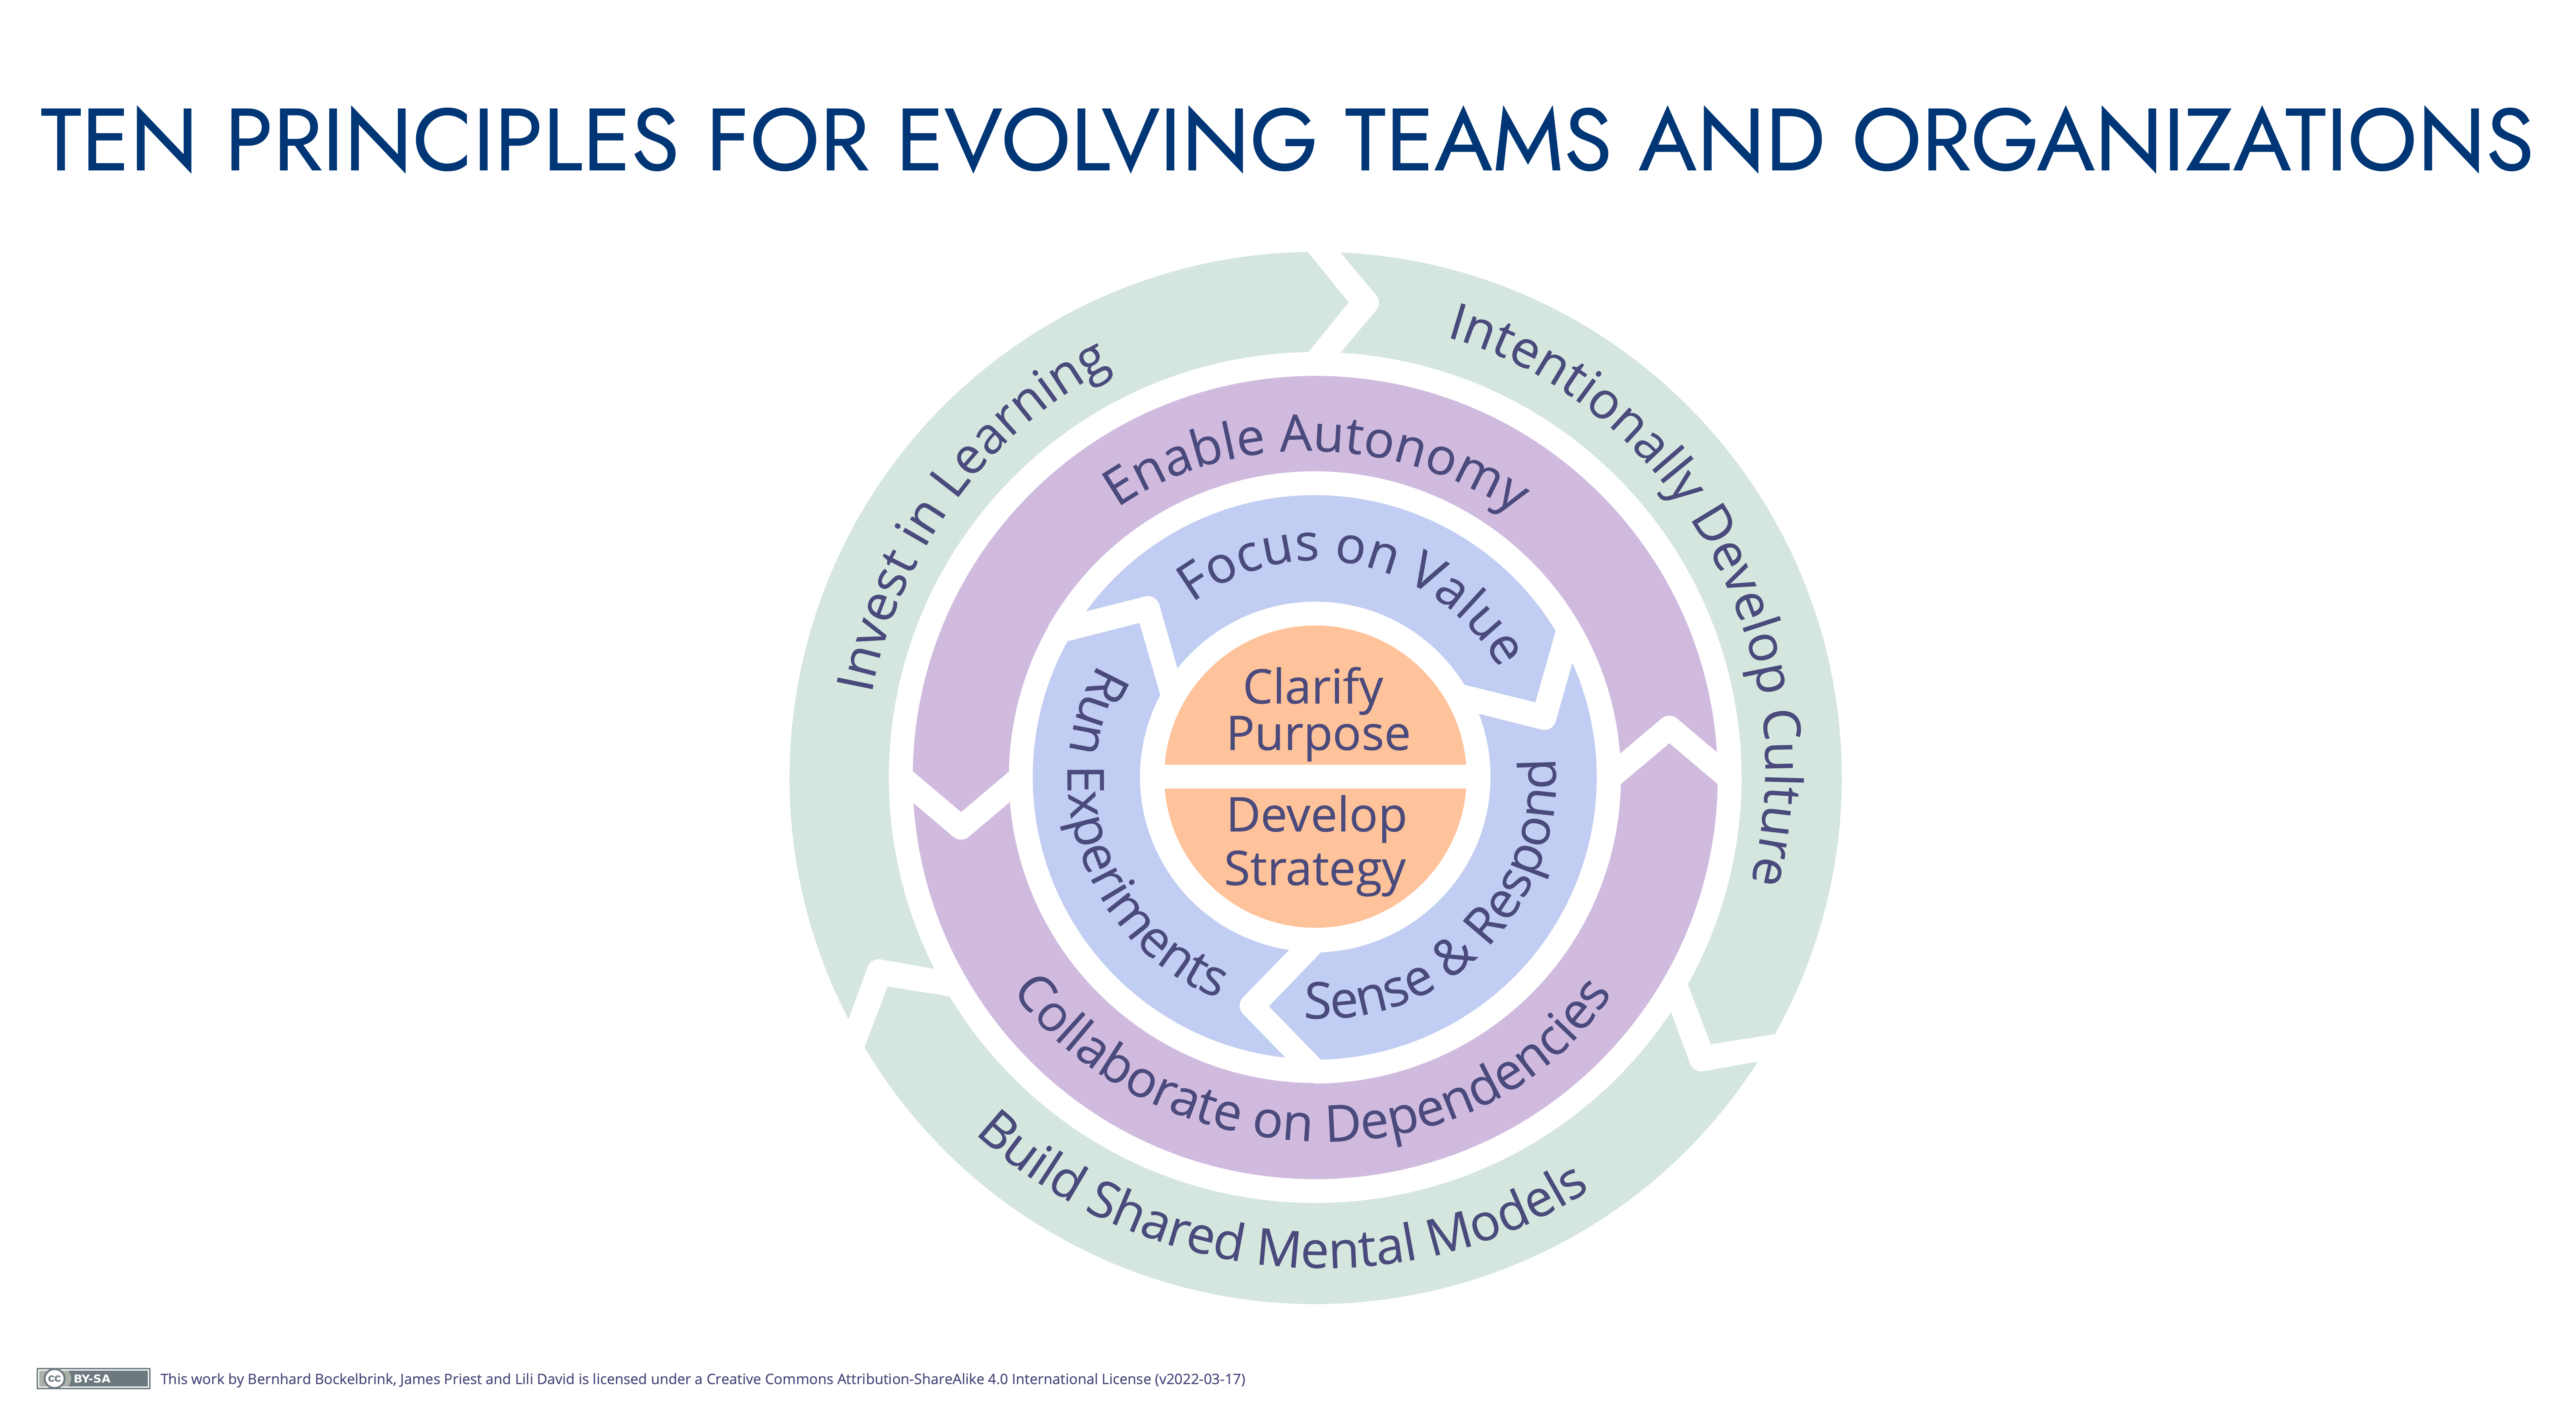 TEN PRINCIPLES FOR EVOLVING TEAMS AND ORGANIZATIONS
Invest in Learning
Intentionally Develop Culture
Build Shared Mental Models
Enable Autonomy
Collaborate on Dependencies
Focus on Value
Sense & Respond
Run Experiments
Clarify
Purpose
Develop
Strategy
cc BY-SA
This work by Bernhard Bockelbrink, James Priest and Lili David is licensed under a Creative Commons Attribution-ShareAlike 4.0 International License (v2022-03-17)